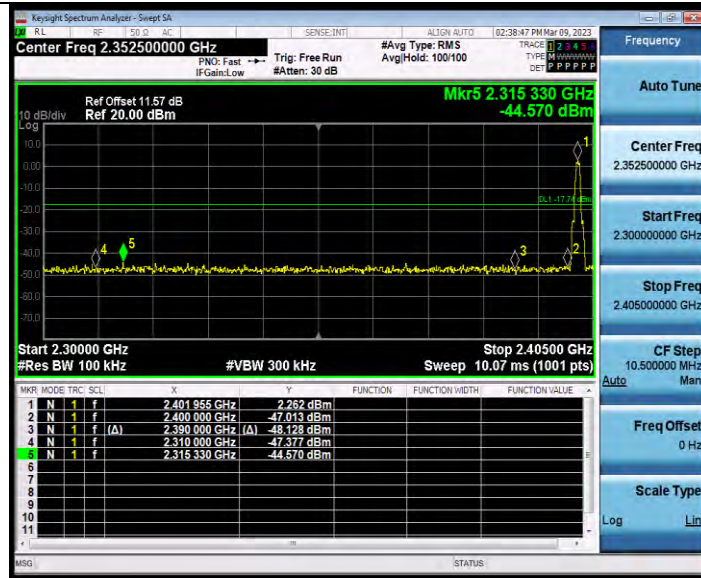 Keysight Spectrum Analyzer - Swept SA
LXI RL RF 50 Ω AC SENSE:INT ALIGN AUTO 02:38:47 PM Mar 09, 2023
Center Freq 2.352500000 GHz
PNO: Fast
IFGain:Low
Trig: Free Run
#Atten: 30 dB
#Avg Type: RMS
Avg|Hold: 100/100
TRACE 1 2 3 4 5 6
TYPE M WWWWW
DET P P P P P P
Ref Offset 11.57 dB
10 dB/div Ref 20.00 dBm
Log
Mkr5 2.315 330 GHz
-44.570 dBm
10.0
0.00
-10.0
-20.0
-30.0
-40.0
-50.0
-60.0
-70.0
1
DL1 -17.74 dBm
4
5
3
2
Start 2.30000 GHz Stop 2.40500 GHz
#Res BW 100 kHz #VBW 300 kHz Sweep 10.07 ms (1001 pts)
MKR MODE TRC SCL X Y FUNCTION FUNCTION WIDTH FUNCTION VALUE
1 N 1 f 2.401 955 GHz 2.262 dBm
2 N 1 f 2.400 000 GHz -47.013 dBm
3 N 1 f (Δ) 2.390 000 GHz (Δ) -48.128 dBm
4 N 1 f 2.310 000 GHz -47.377 dBm
5 N 1 f 2.315 330 GHz -44.570 dBm
6
7
8
9
10
11
MSG STATUS
Frequency
Auto Tune
Center Freq
2.352500000 GHz
Start Freq
2.300000000 GHz
Stop Freq
2.405000000 GHz
CF Step
10.500000 MHz
Auto Man
Freq Offset
0 Hz
Scale Type
Log Lin